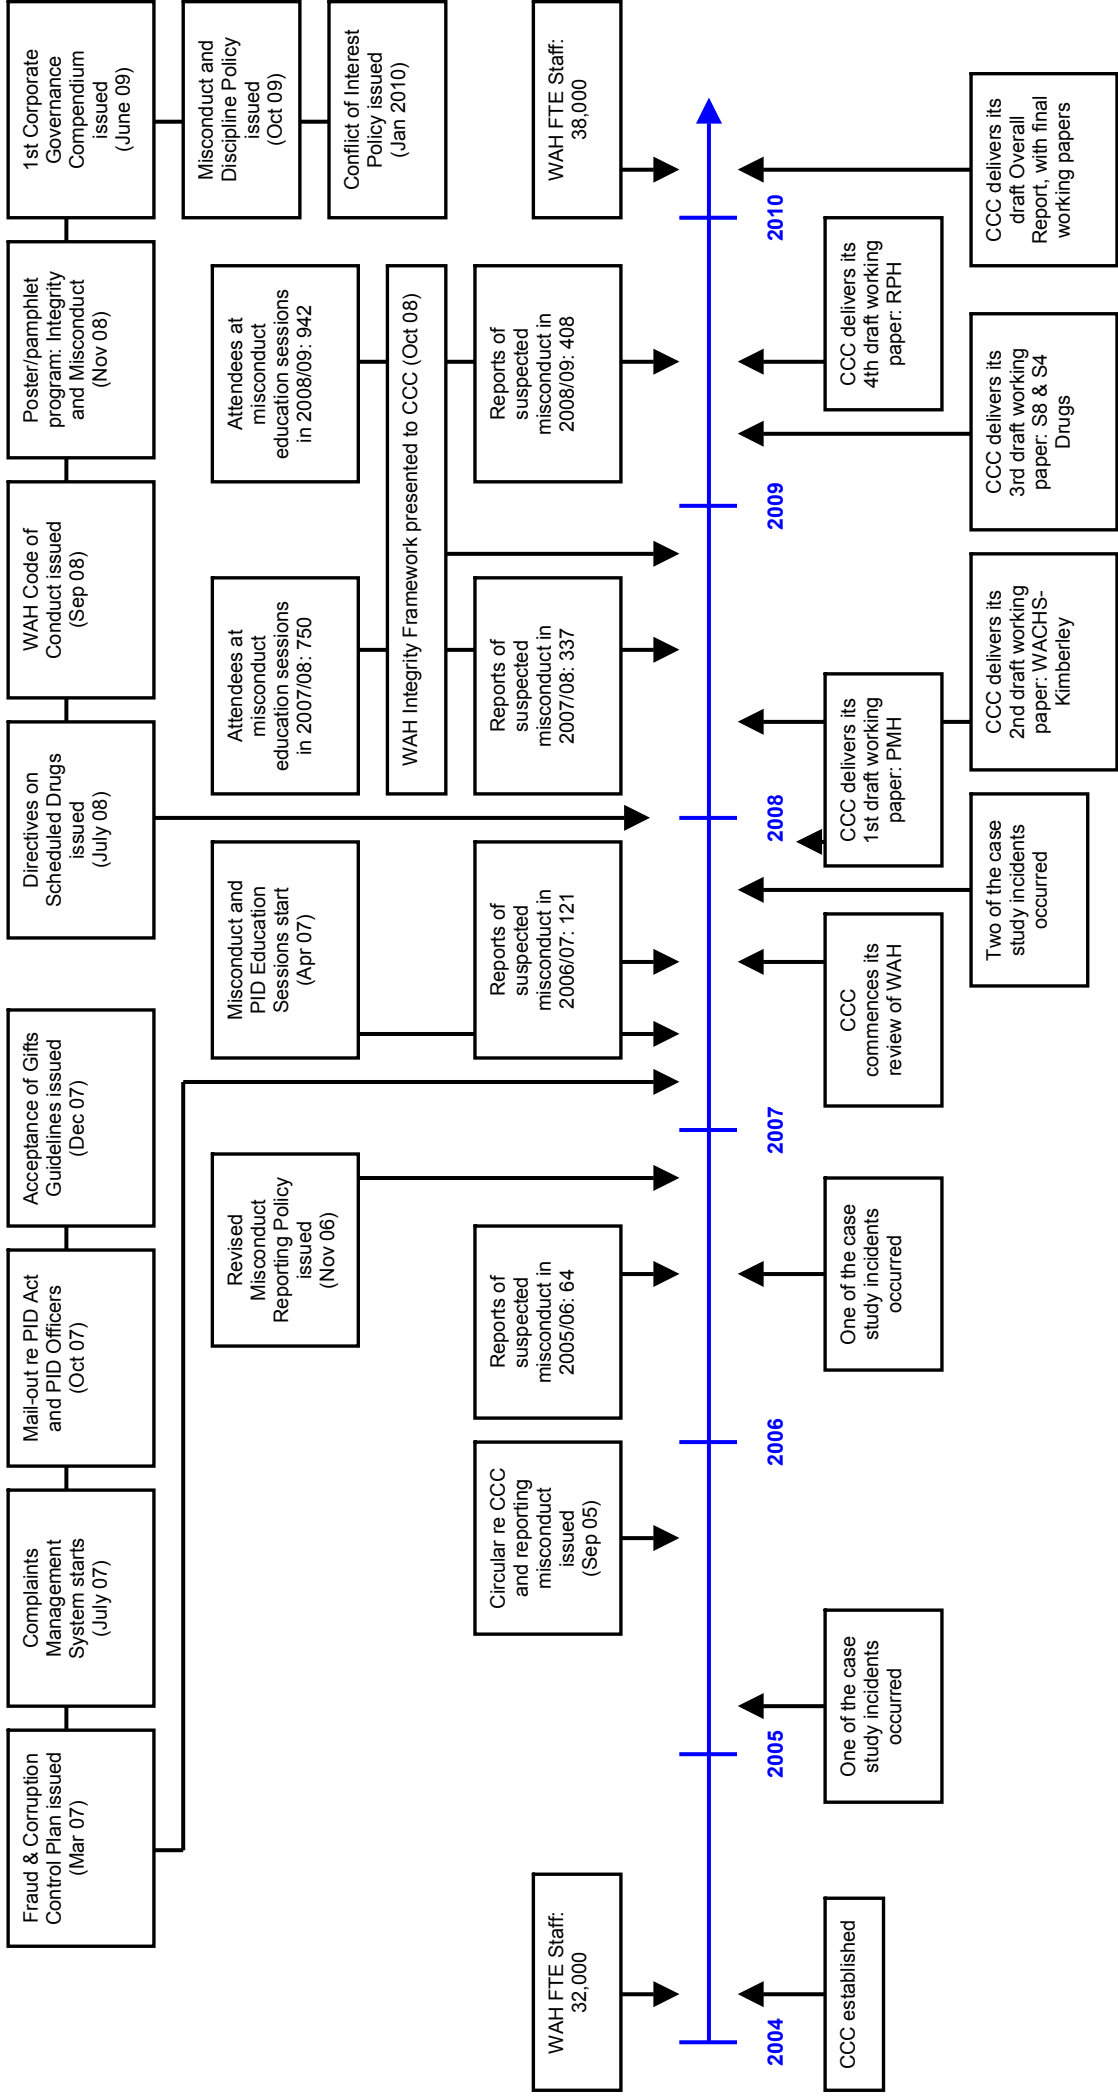 Fraud & Corruption
Control Plan issued
(Mar 07)
Complaints
Management
System starts
(July 07)
Mail-out re PID Act
and PID Officers
(Oct 07)
Acceptance of Gifts
Guidelines issued
(Dec 07)
Directives on
Scheduled Drugs
issued
(July 08)
WAH Code of
Conduct issued
(Sep 08)
Poster/pamphlet
program: Integrity
and Misconduct
(Nov 08)
1st Corporate
Governance
Compendium
issued
(June 09)
Misconduct and
Discipline Policy
issued
(Oct 09)
Conflict of Interest
Policy issued
(Jan 2010)
Revised
Misconduct
Reporting Policy
issued
(Nov 06)
Misconduct and
PID Education
Sessions start
(Apr 07)
Attendees at
misconduct
education sessions
in 2007/08: 750
Attendees at
misconduct
education sessions
in 2008/09: 942
WAH Integrity Framework presented to CCC (Oct 08)
WAH FTE Staff:
32,000
Circular re CCC
and reporting
misconduct
issued
(Sep 05)
Reports of
suspected
misconduct in
2005/06: 64
Reports of
suspected
misconduct in
2006/07: 121
Reports of
suspected
misconduct in
2007/08: 337
Reports of
suspected
misconduct in
2008/09: 408
WAH FTE Staff:
38,000
2004
2005
2006
2007
2008
2009
2010
CCC established
One of the case
study incidents
occurred
One of the case
study incidents
occurred
CCC
commences its
review of WAH
Two of the case
study incidents
occurred
CCC delivers its
1st draft working
paper: PMH
CCC delivers its
2nd draft working
paper: WACHS-
Kimberley
CCC delivers its
3rd draft working
paper: S8 & S4
Drugs
CCC delivers its
4th draft working
paper: RPH
CCC delivers its
draft Overall
Report, with final
working papers